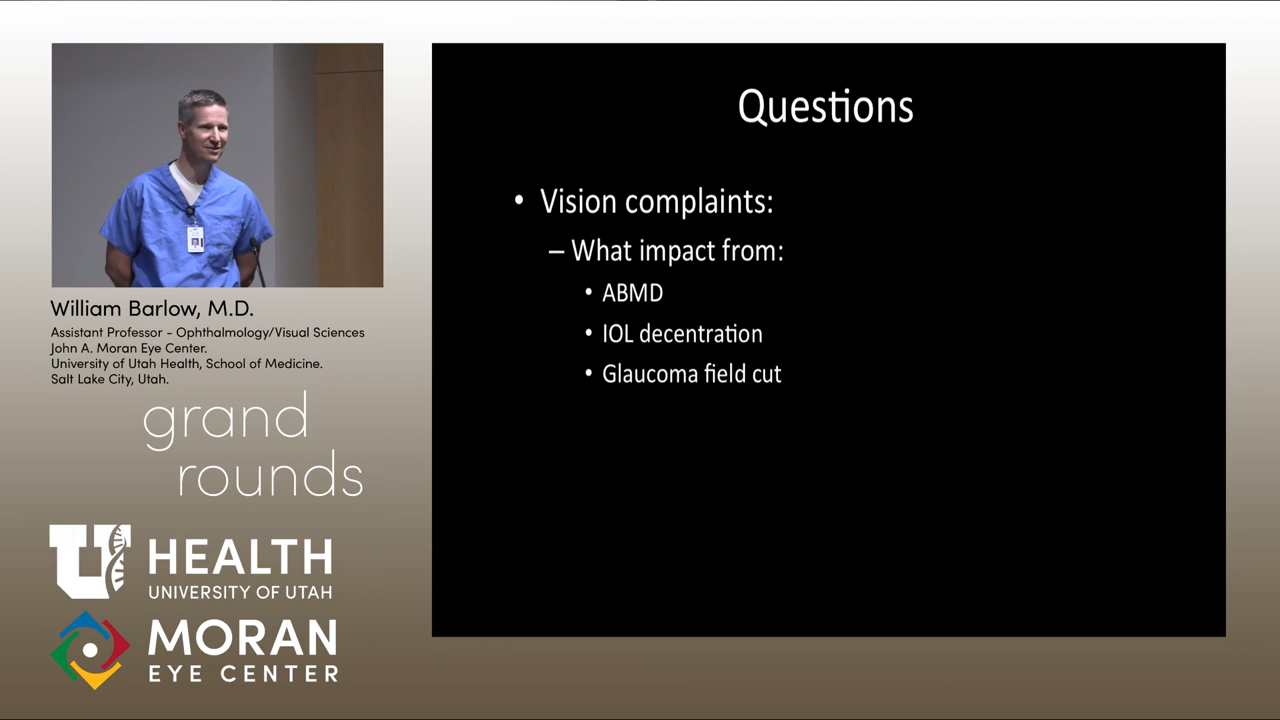 William Barlow, M.D.
Assistant Professor - Ophthalmology/Visual Sciences
John A. Moran Eye Center.
University of Utah Health, School of Medicine.
Salt Lake City, Utah.
grand
rounds
U HEALTH
UNIVERSITY OF UTAH
MORAN
EYE CENTER
Questions
• Vision complaints:
– What impact from:
• ABMD
• IOL decentration
• Glaucoma field cut